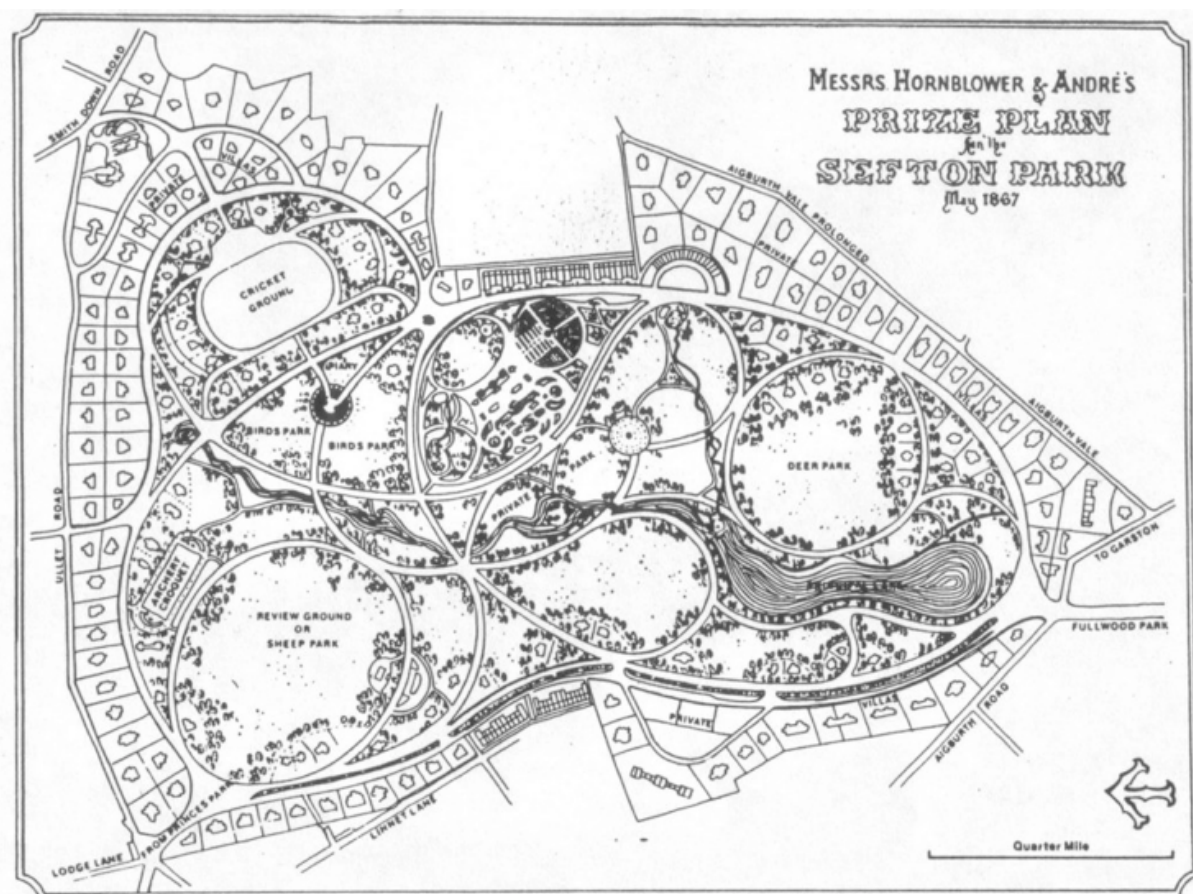 MESSRS. HORNBLOWER & ANDRÉ'S
PRIZE PLAN
for the
SEFTON PARK
May 1867
SMITH DOWN ROAD
PRIVATE
VILLAS
AIGBURTH VALE PROLONGED
PRIVATE
CRICKET
GROUND
BIRDS PARK
BIRDS PARK
VILLAS
AIGBURTH VALE
PARK
PRIVATE
DEER PARK
ULLET ROAD
TO GARSTON
ARCHERY
REVIEW GROUND
OR
SHEEP PARK
FULLWOOD PARK
PRIVATE
VILLAS
AIGBURTH ROAD
FROM PRINCES PARK
LINNET LANE
LODGE LANE
Quarter Mile